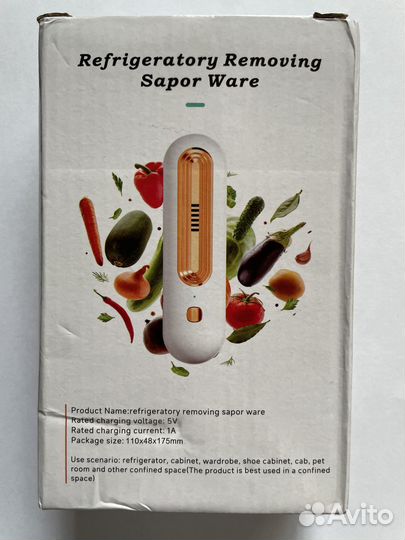 Refrigeratory Removing
Sapor Ware
Product Name:refrigeratory removing sapor ware
Rated charging voltage: 5V
Rated charging current: 1A
Package size: 110x48x175mm
Use scenario: refrigerator, cabinet, wardrobe, shoe cabinet, cab, pet
room and other confined space(The product is best used in a confined
space)
Avito